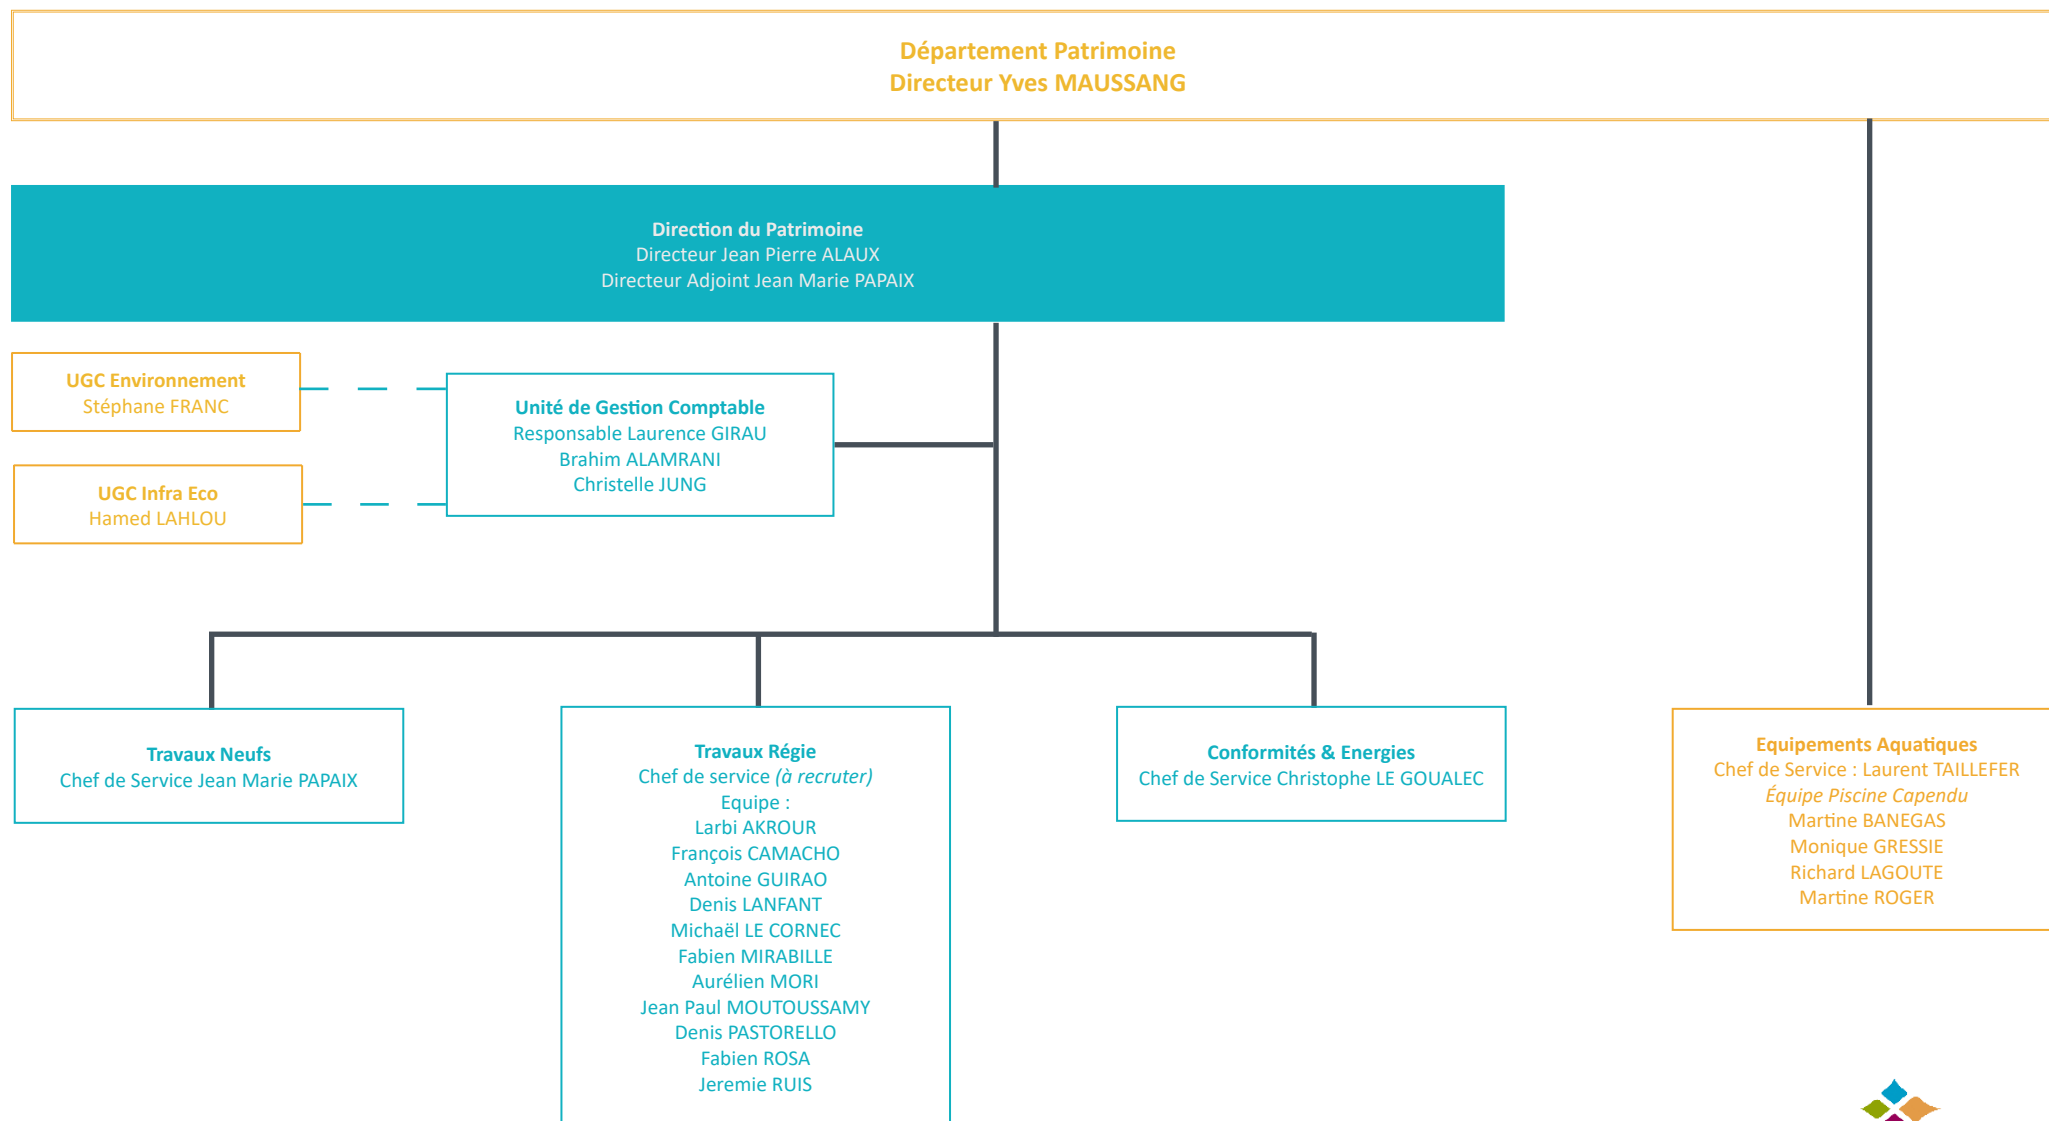 Département Patrimoine
Directeur Yves MAUSSANG
Direction du Patrimoine
Directeur Jean Pierre ALAUX
Directeur Adjoint Jean Marie PAPAIX
UGC Environnement
Stéphane FRANC
UGC Infra Eco
Hamed LAHLOU
Unité de Gestion Comptable
Responsable Laurence GIRAU
Brahim ALAMRANI
Christelle JUNG
Travaux Neufs
Chef de Service Jean Marie PAPAIX
Travaux Régie
Chef de service (à recruter)
Equipe :
Larbi AKROUR
François CAMACHO
Antoine GUIRAO
Denis LANFANT
Michaël LE CORNEC
Fabien MIRABILLE
Aurélien MORI
Jean Paul MOUTOUSSAMY
Denis PASTORELLO
Fabien ROSA
Jeremie RUIS
Conformités & Energies
Chef de Service Christophe LE GOUALEC
Equipements Aquatiques
Chef de Service : Laurent TAILLEFER
Équipe Piscine Capendu
Martine BANEGAS
Monique GRESSIE
Richard LAGOUTE
Martine ROGER